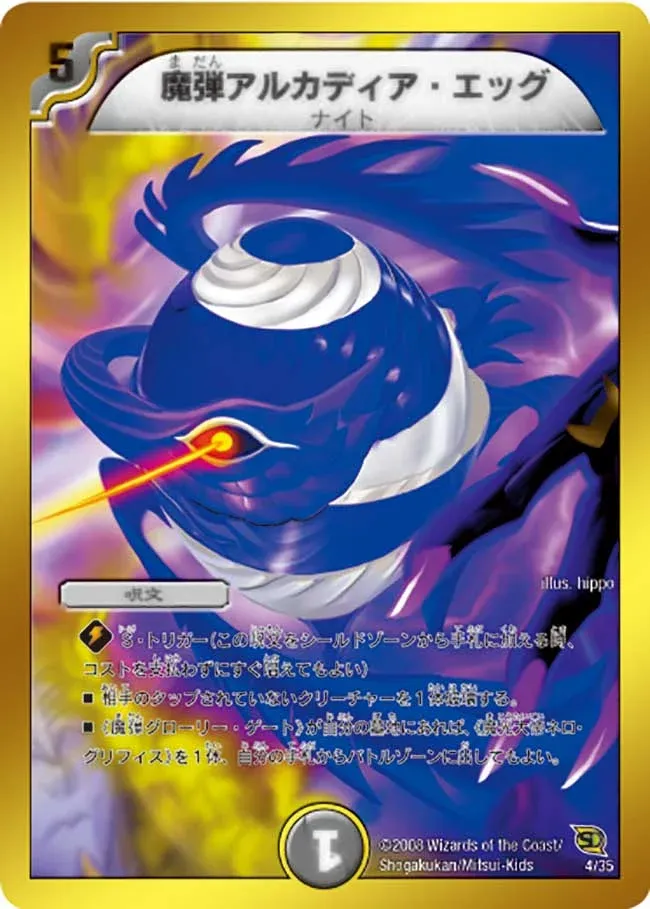 5
ま だん
魔弾アルカディア・エッグ
ナイト
illus. hippo
呪文
S・トリガー(この呪文をシールドゾーンから手札に加える時、
コストを支払わずにすぐ唱えてもよい)
■ 相手のタップされていないクリーチャーを1体破壊する。
■ 《魔弾グローリー・ゲート》が自分の墓地にあれば、《ネロ・
グリフィス》を1体、自分の手札からバトルゾーンに出してもよい。
1
©2008 Wizards of the Coast/
Shogakukan/Mitsui-Kids
SD
4/35